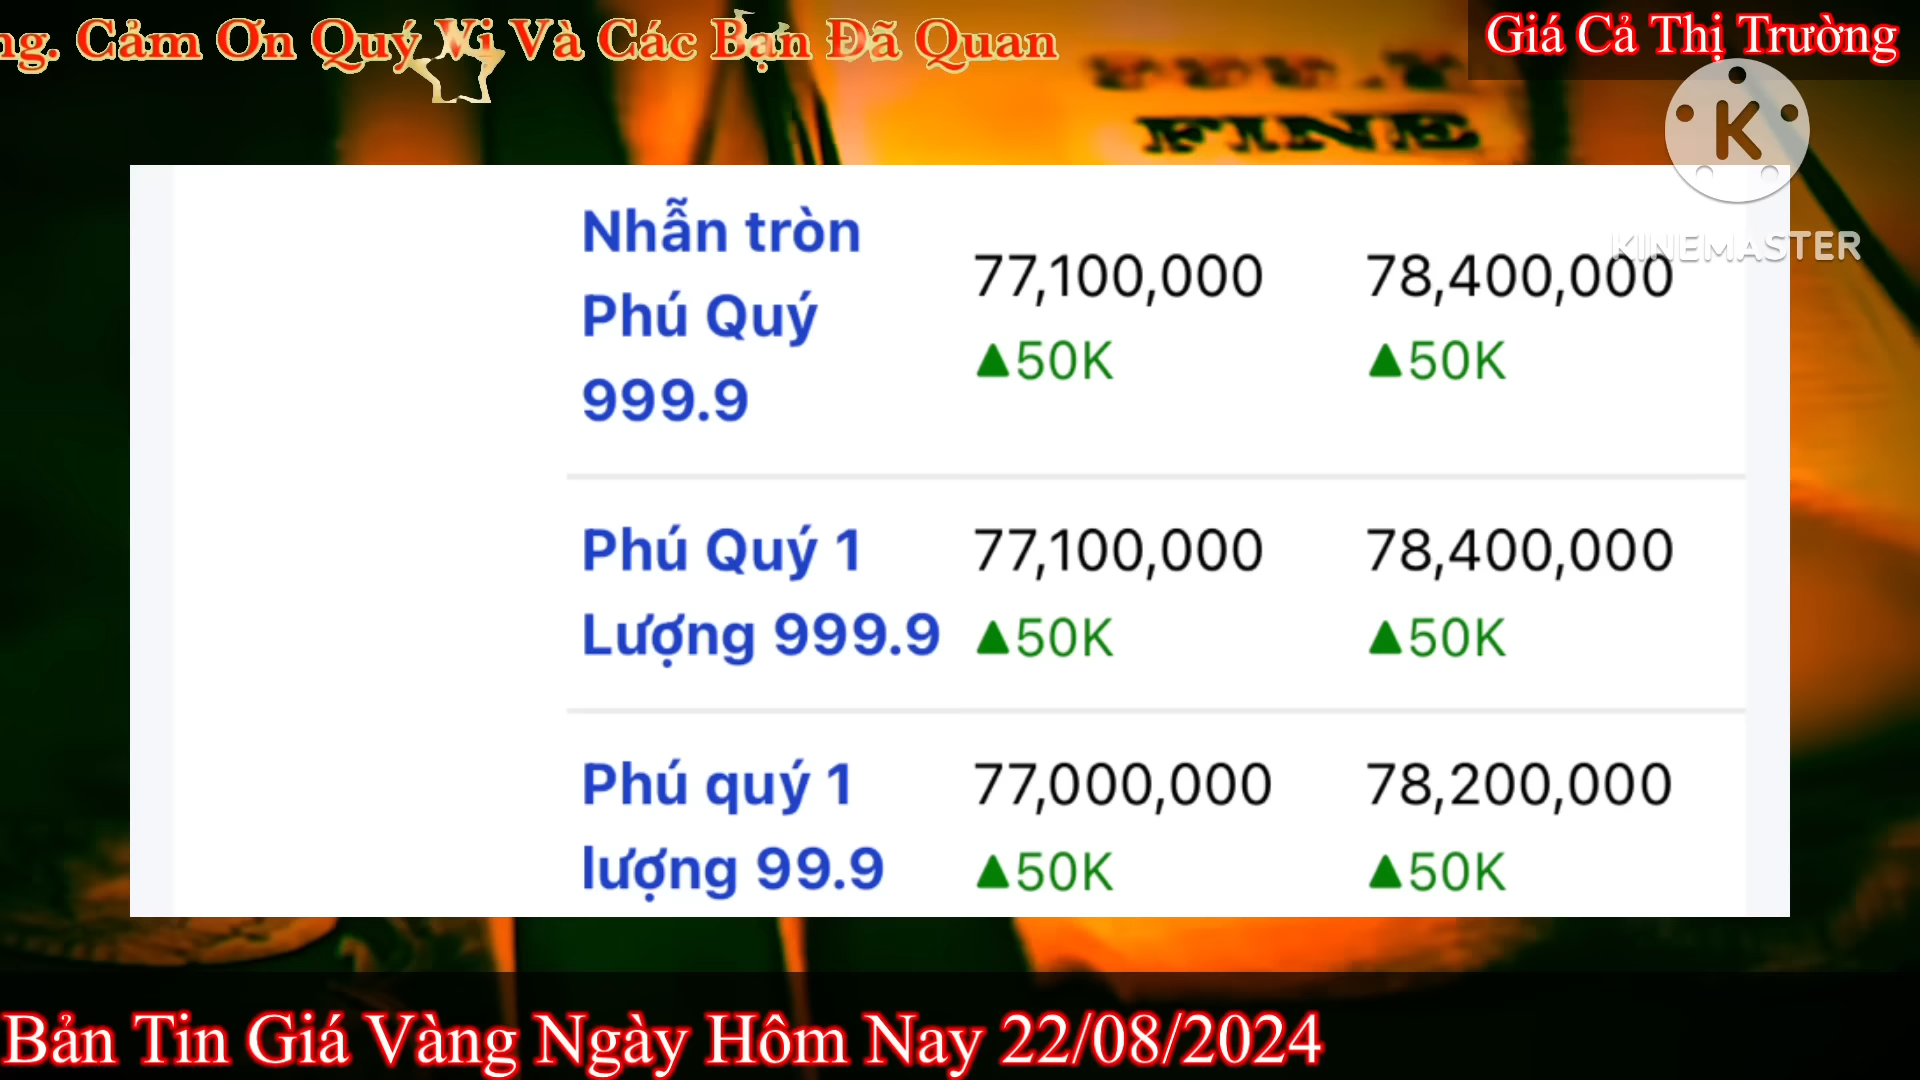 ng. Cảm Ơn Quý Vị Và Các Bạn Đã Quan
Giá Cả Thị Trường
FINE
K
KINEMASTER
Nhẫn tròn
Phú Quý
999.9
77,100,000
78,400,000
▲50K
▲50K
Phú Quý 1
Lượng 999.9
77,100,000
78,400,000
▲50K
▲50K
Phú quý 1
lượng 99.9
77,000,000
78,200,000
▲50K
▲50K
Bản Tin Giá Vàng Ngày Hôm Nay 22/08/2024